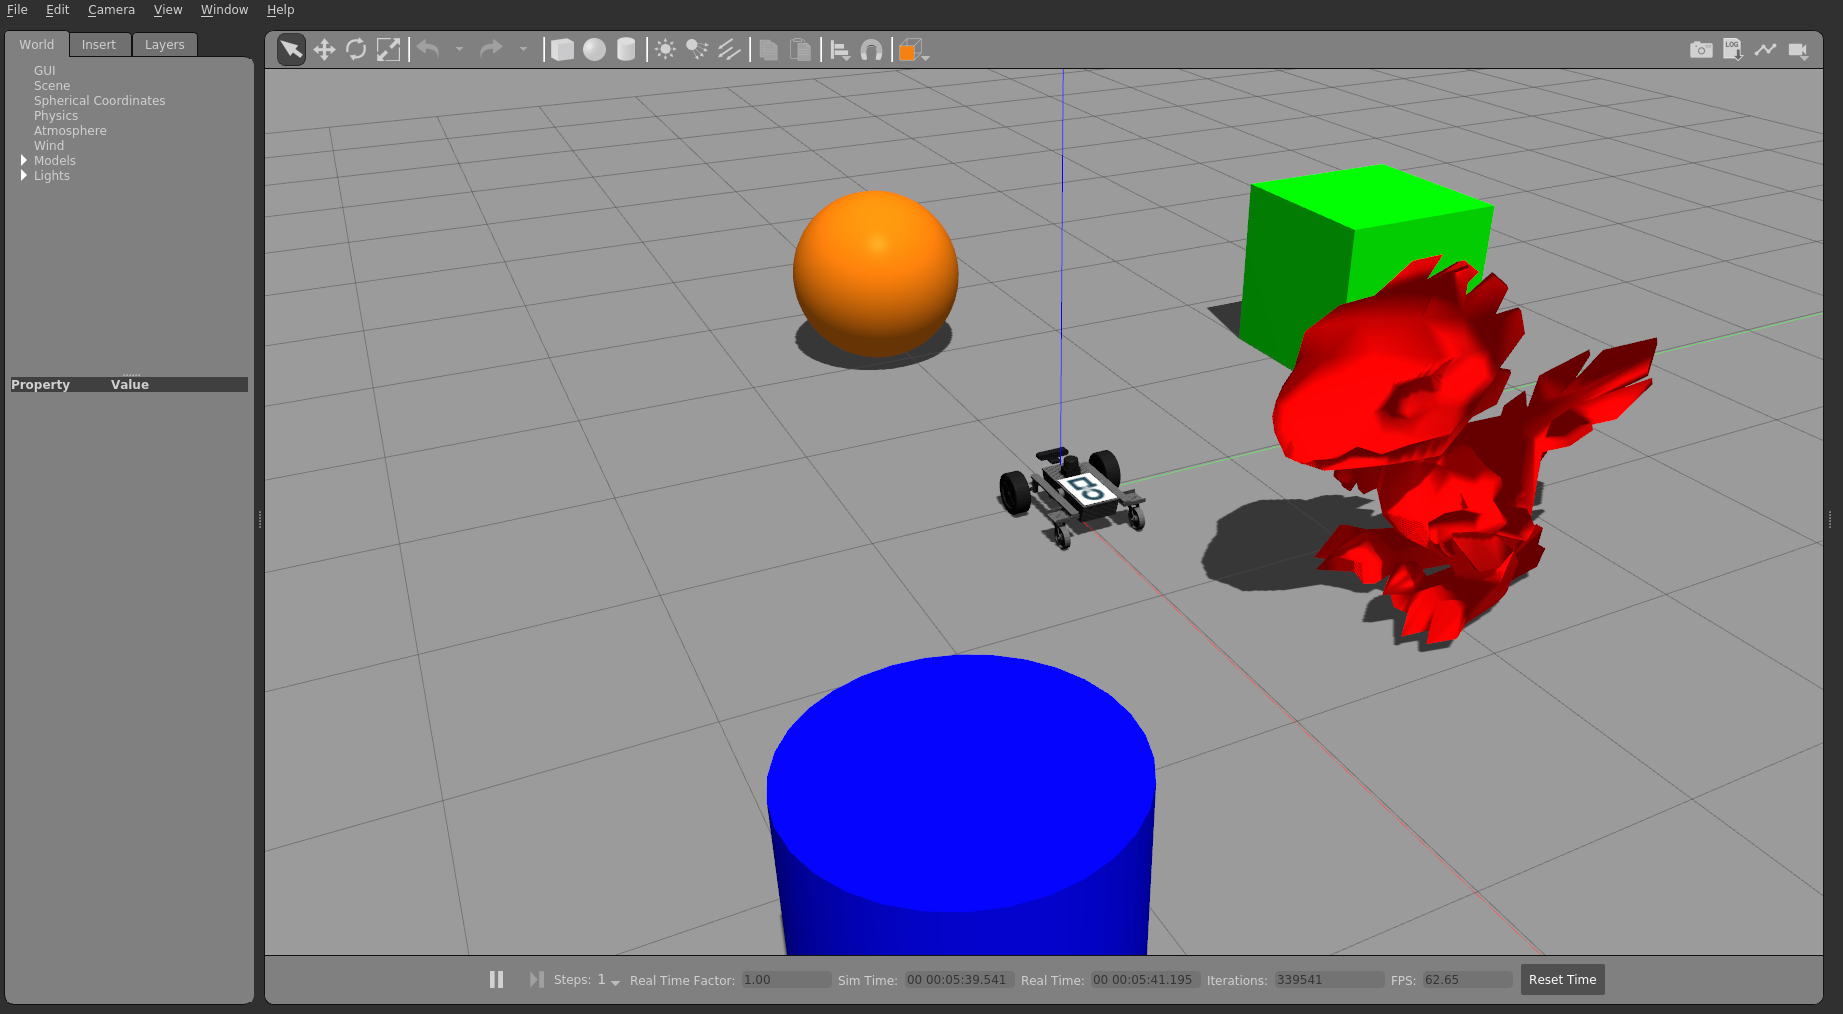 File Edit Camera View Window Help
World Insert Layers
GUI
Scene
Spherical Coordinates
Physics
Atmosphere
Wind
Models
Lights
Property Value
LOG
Steps: 1 Real Time Factor: 1.00 Sim Time: 00 00:05:39.541 Real Time: 00 00:05:41.195 Iterations: 339541 FPS: 62.65 Reset Time